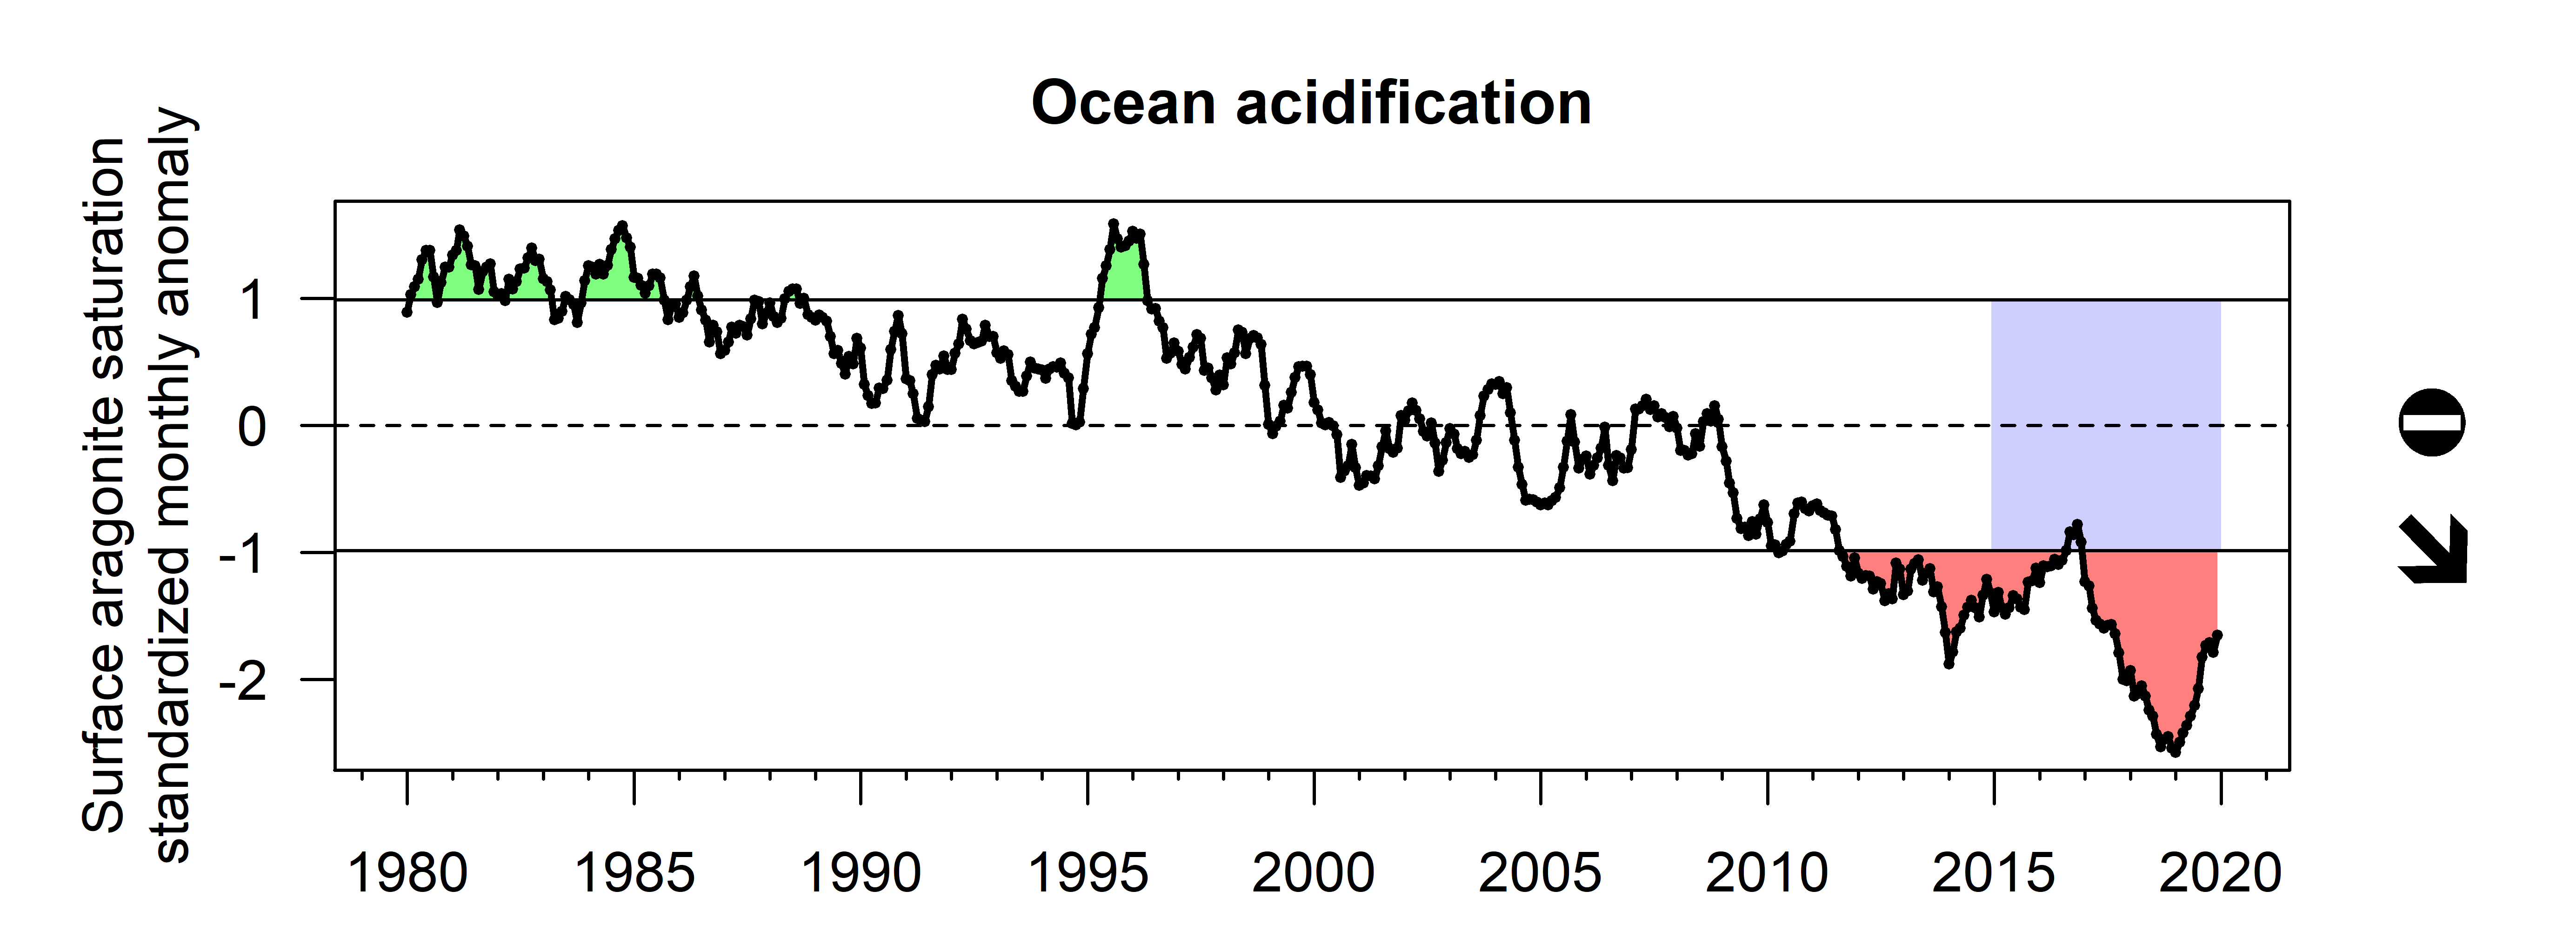 Ocean acidification
Surface aragonite saturation
standardized monthly anomaly
1
0
-1
-2
1980 1985 1990 1995 2000 2005 2010 2015 2020